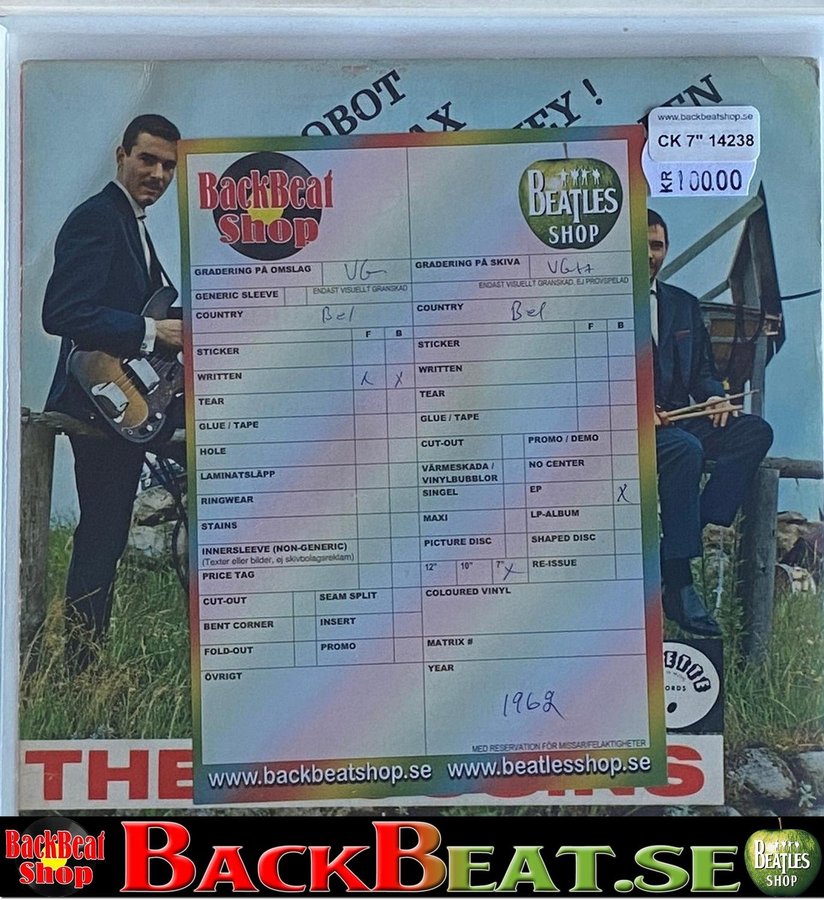 OBOT
AX
EY!
EN
www.backbeatshop.se
CK 7" 14238
KR 100.00
BackBeat
Shop
BEATLES
SHOP
GRADERING PÅ OMSLAG VG- GRADERING PÅ SKIVA VG++
GENERIC SLEEVE ENDAST VISUELLT GRANSKAD ENDAST VISUELLT GRANSKAD, EJ PROVSPELAD
COUNTRY Bel COUNTRY Bel
F B F B
STICKER STICKER
WRITTEN X X WRITTEN
TEAR TEAR
GLUE / TAPE GLUE / TAPE
HOLE CUT-OUT PROMO / DEMO
LAMINATSLÄPP VÄRMESKADA / VINYLBUBBLOR NO CENTER
RINGWEAR SINGEL EP X
STAINS MAXI LP-ALBUM
INNERSLEEVE (NON-GENERIC) PICTURE DISC SHAPED DISC
(Texter eller bilder, ej skivbolagsreklam)
PRICE TAG 12" 10" 7" X RE-ISSUE
CUT-OUT SEAM SPLIT COLOURED VINYL
BENT CORNER INSERT
FOLD-OUT PROMO MATRIX #
ÖVRIGT YEAR
1962
MED RESERVATION FÖR MISSAR/FELAKTIGHETER
www.backbeatshop.se www.beatlesshop.se
ETTE
ORDS
THE
INS
BackBeat
Shop
BACKBEAT.SE
BEATLES
SHOP